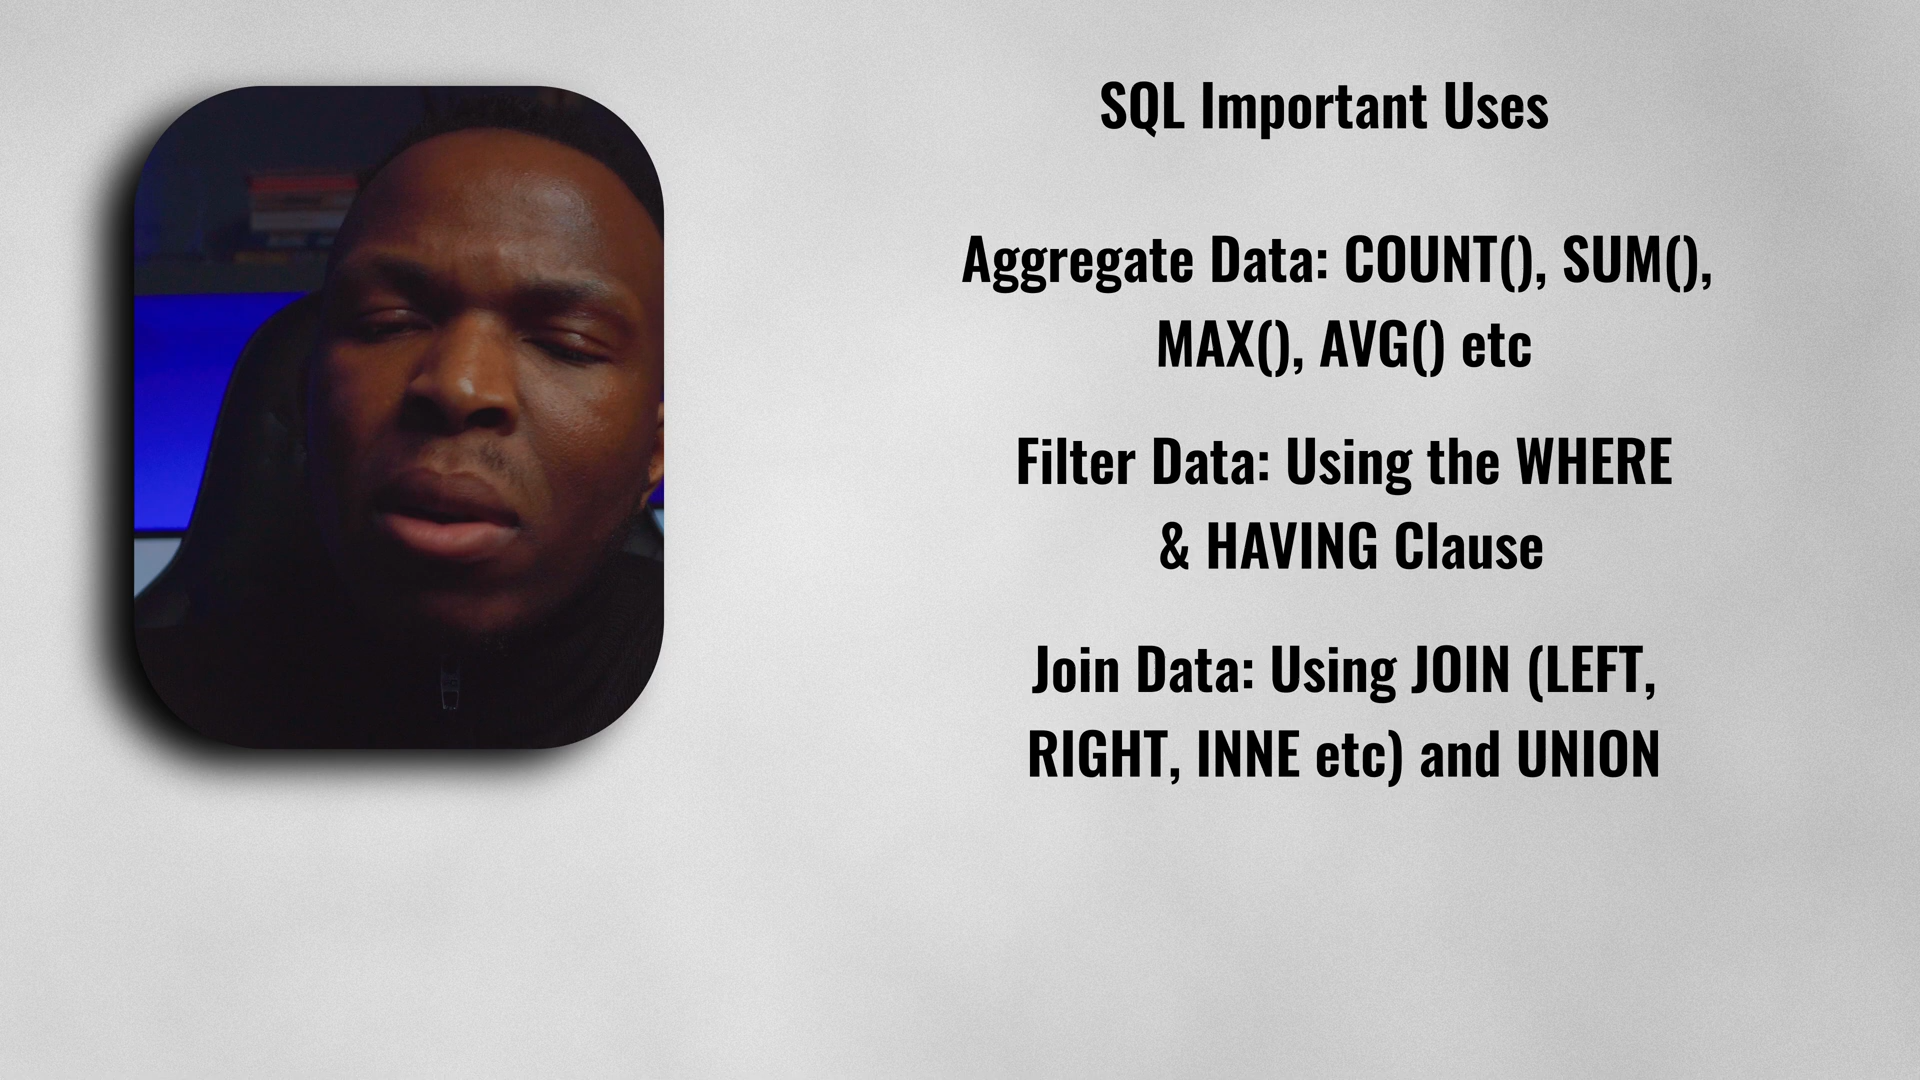 SQL Important Uses
Aggregate Data: COUNT(), SUM(),
MAX(), AVG() etc
Filter Data: Using the WHERE
& HAVING Clause
Join Data: Using JOIN (LEFT,
RIGHT, INNE etc) and UNION